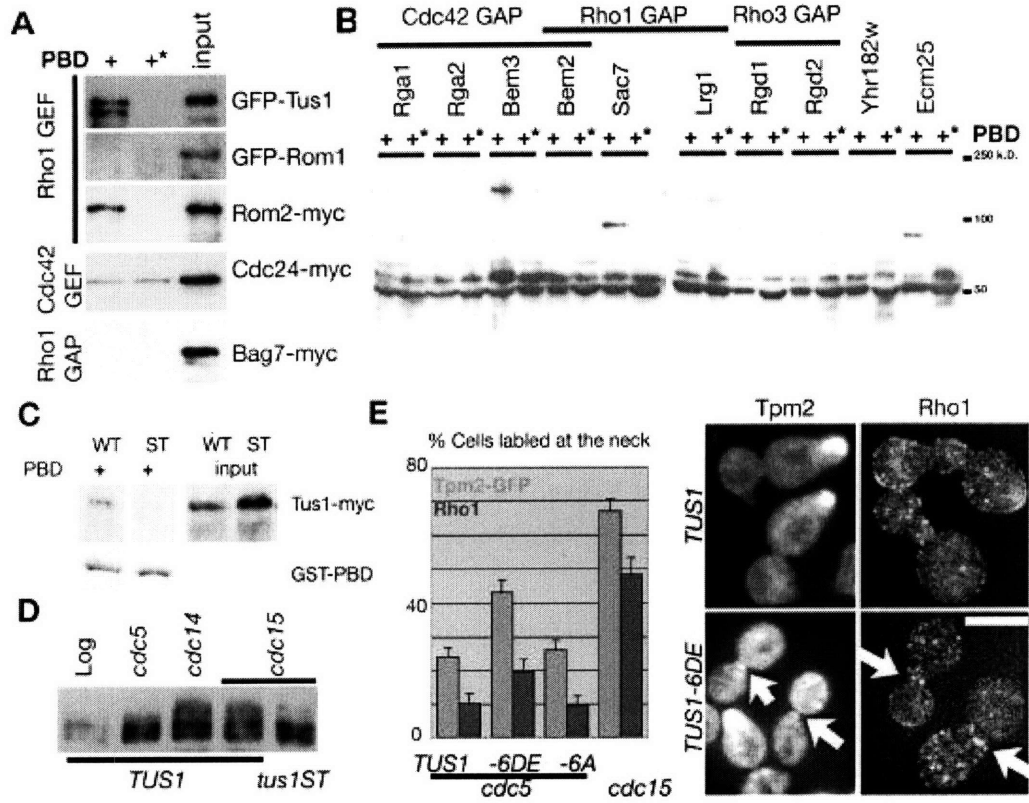 A
PBD + +* input
Rho1 GEF
GFP-Tus1
GFP-Rom1
Rom2-myc
Cdc42 GEF
Cdc24-myc
Rho1 GAP
Bag7-myc
B
Cdc42 GAP Rho1 GAP Rho3 GAP
Rga1 Rga2 Bem3 Bem2 Sac7 Lrg1 Rgd1 Rgd2 Yhr182w Ecm25
+ +* + +* + +* + +* + +* + +* + +* + +* + +* + +* PBD
250 k.D.
100
50
C
WT ST WT ST
PBD + + input
Tus1-myc
GST-PBD
D
Log cdc5 cdc14 cdc15
TUS1 tus1ST
E
% Cells labled at the neck
80
Tpm2-GFP
Rho1
40
0
TUS1 -6DE -6A
cdc5 cdc15
Tpm2 Rho1
TUS1
TUS1-6DE